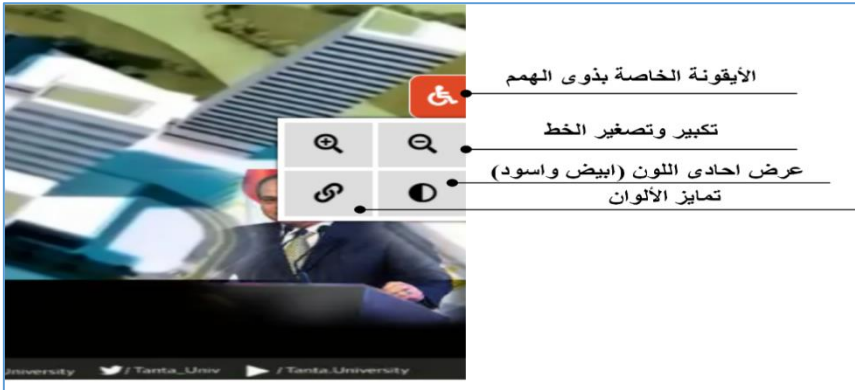 الأيقونة الخاصة بذوى الهمم
تكبير وتصغير الخط
عرض احادى اللون (ابيض واسود)
تمايز الألوان
University / Tanta_Univ / Tanta.University